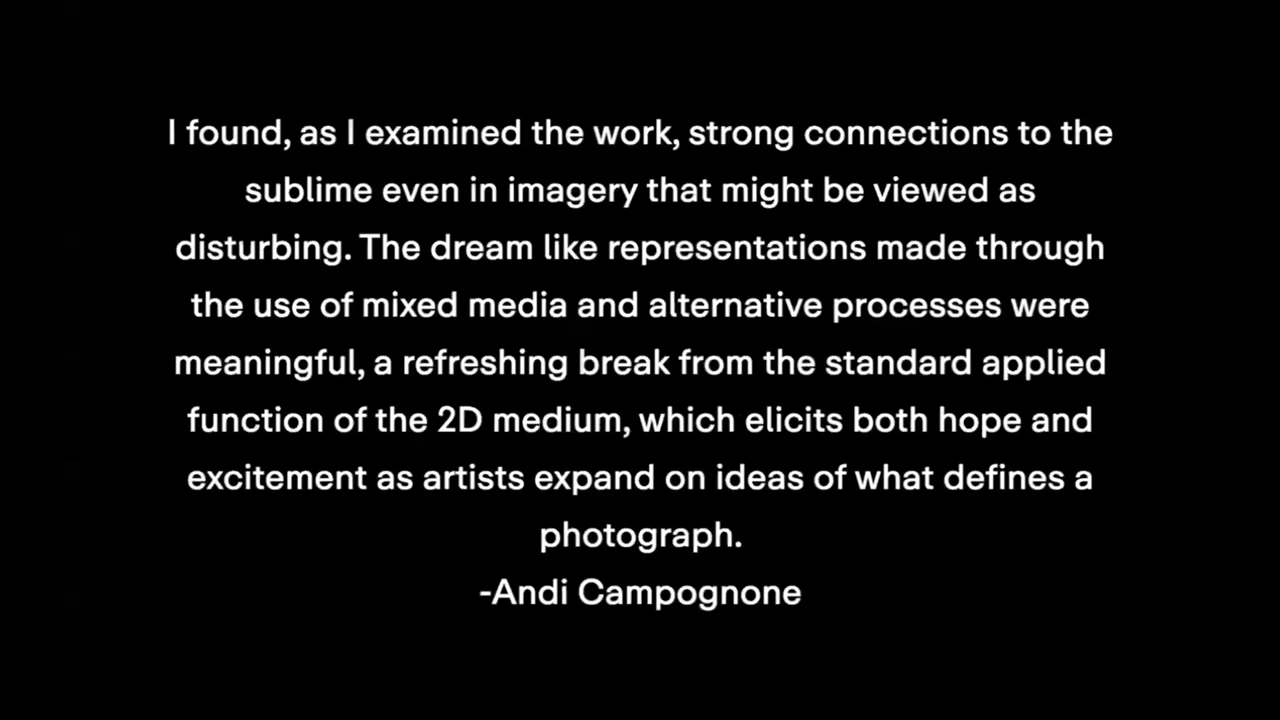 I found, as I examined the work, strong connections to the
sublime even in imagery that might be viewed as
disturbing. The dream like representations made through
the use of mixed media and alternative processes were
meaningful, a refreshing break from the standard applied
function of the 2D medium, which elicits both hope and
excitement as artists expand on ideas of what defines a
photograph.
-Andi Campognone